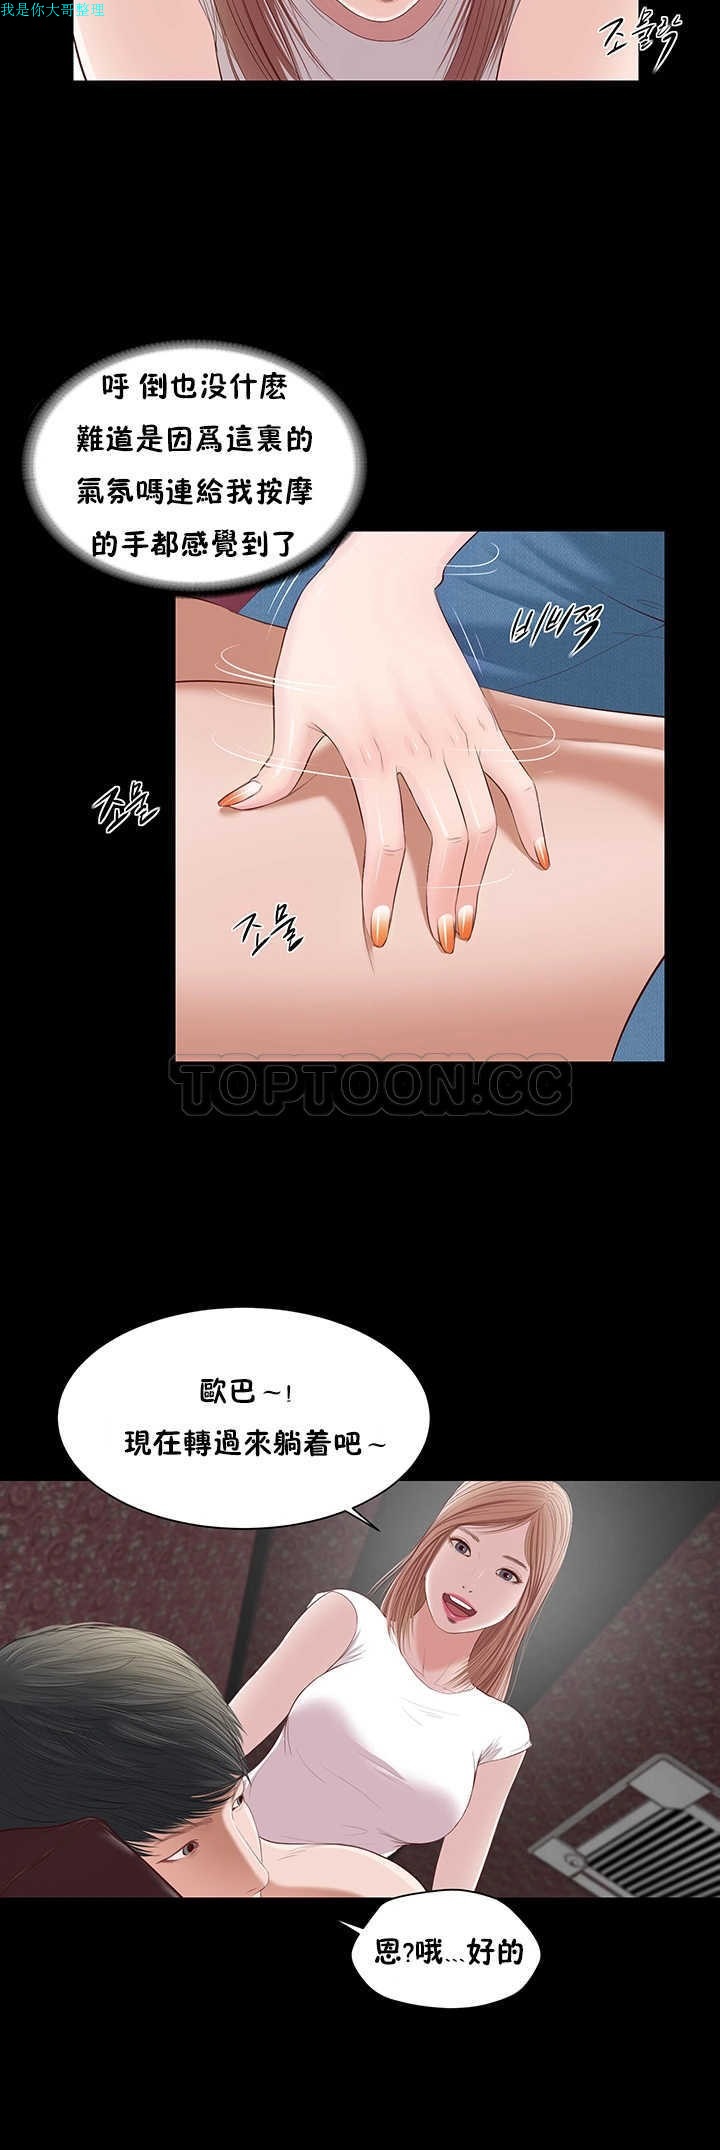 我是你大哥整理
조물락
呼 倒也没什麽
難道是因爲這裏的
氣氛嗎連給我按摩
的手都感覺到了
비비적
조물
조물
TOPTOON.CC
歐巴～!
現在轉過來躺着吧～
恩?哦...好的